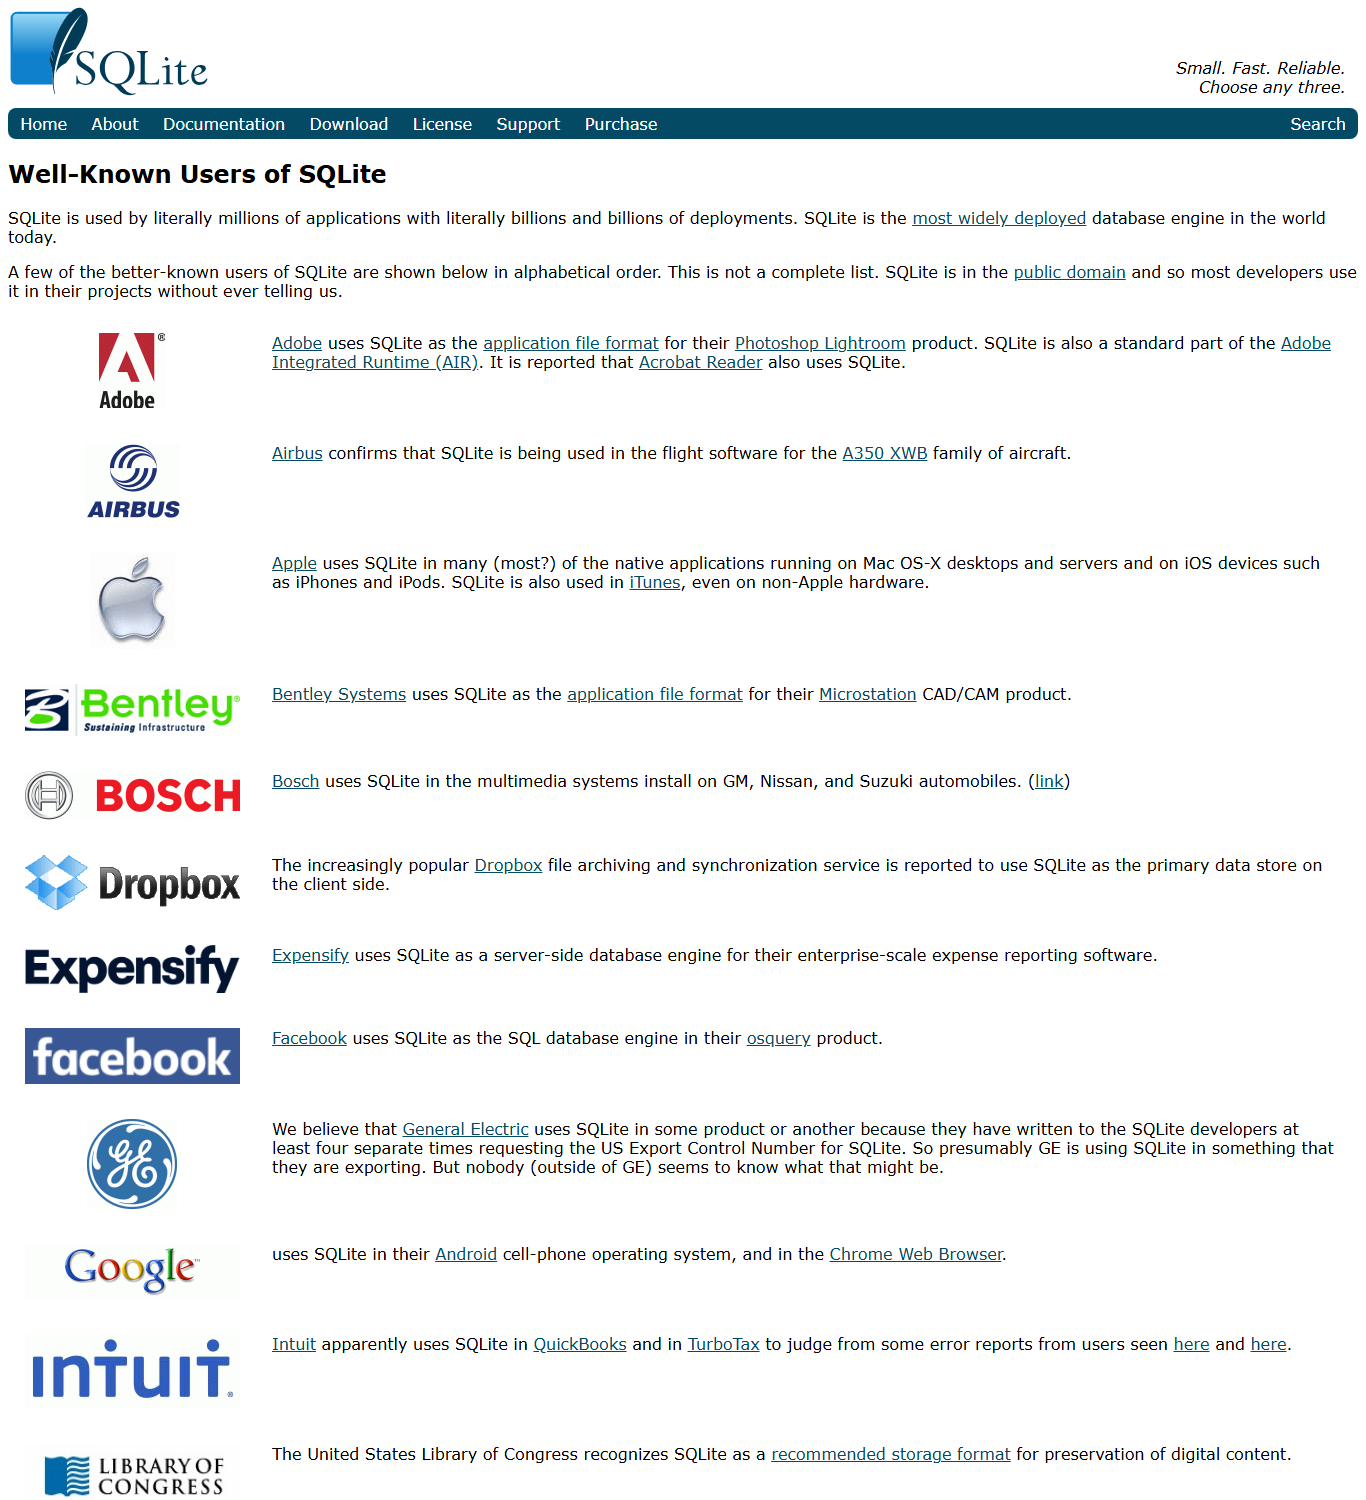 SQLite
Small. Fast. Reliable.
Choose any three.
Home About Documentation Download License Support Purchase Search
Well-Known Users of SQLite
SQLite is used by literally millions of applications with literally billions and billions of deployments. SQLite is the most widely deployed database engine in the world
today.
A few of the better-known users of SQLite are shown below in alphabetical order. This is not a complete list. SQLite is in the public domain and so most developers use
it in their projects without ever telling us.
Adobe®
Adobe uses SQLite as the application file format for their Photoshop Lightroom product. SQLite is also a standard part of the Adobe
Integrated Runtime (AIR). It is reported that Acrobat Reader also uses SQLite.
AIRBUS
Airbus confirms that SQLite is being used in the flight software for the A350 XWB family of aircraft.
Apple uses SQLite in many (most?) of the native applications running on Mac OS-X desktops and servers and on iOS devices such
as iPhones and iPods. SQLite is also used in iTunes, even on non-Apple hardware.
Bentley®
Sustaining Infrastructure
Bentley Systems uses SQLite as the application file format for their Microstation CAD/CAM product.
BOSCH
Bosch uses SQLite in the multimedia systems install on GM, Nissan, and Suzuki automobiles. (link)
Dropbox
The increasingly popular Dropbox file archiving and synchronization service is reported to use SQLite as the primary data store on
the client side.
Expensify
Expensify uses SQLite as a server-side database engine for their enterprise-scale expense reporting software.
facebook
Facebook uses SQLite as the SQL database engine in their osquery product.
GE
We believe that General Electric uses SQLite in some product or another because they have written to the SQLite developers at
least four separate times requesting the US Export Control Number for SQLite. So presumably GE is using SQLite in something that
they are exporting. But nobody (outside of GE) seems to know what that might be.
Google™
uses SQLite in their Android cell-phone operating system, and in the Chrome Web Browser.
intuit®
Intuit apparently uses SQLite in QuickBooks and in TurboTax to judge from some error reports from users seen here and here.
LIBRARY OF
CONGRESS
The United States Library of Congress recognizes SQLite as a recommended storage format for preservation of digital content.